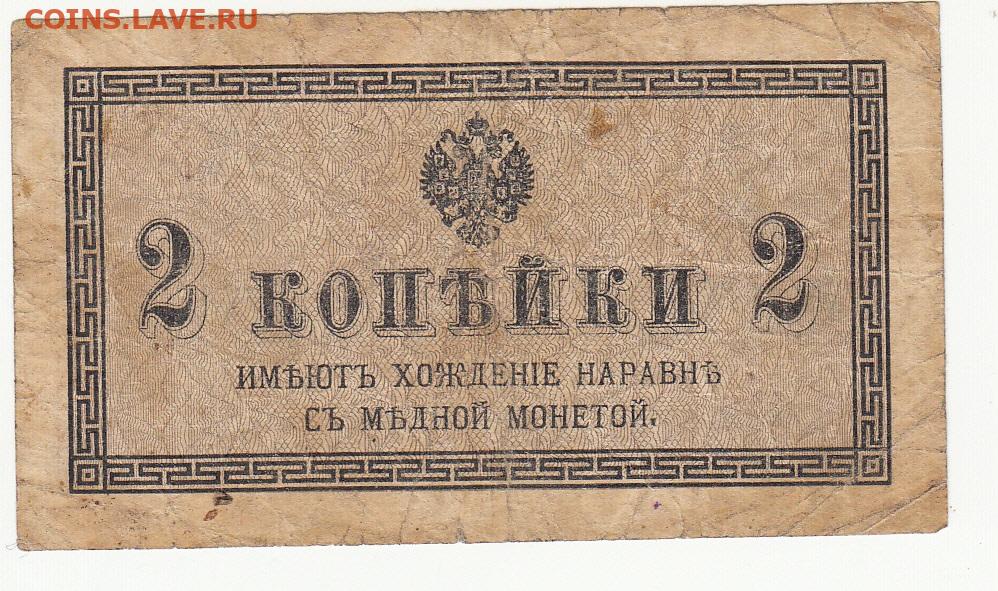 COINS.LAVE.RU
2 КОПѢЙКИ 2
ИМѢЮТЪ ХОЖДЕНІЕ НАРАВНѢ
СЪ МѢДНОЙ МОНЕТОЙ.